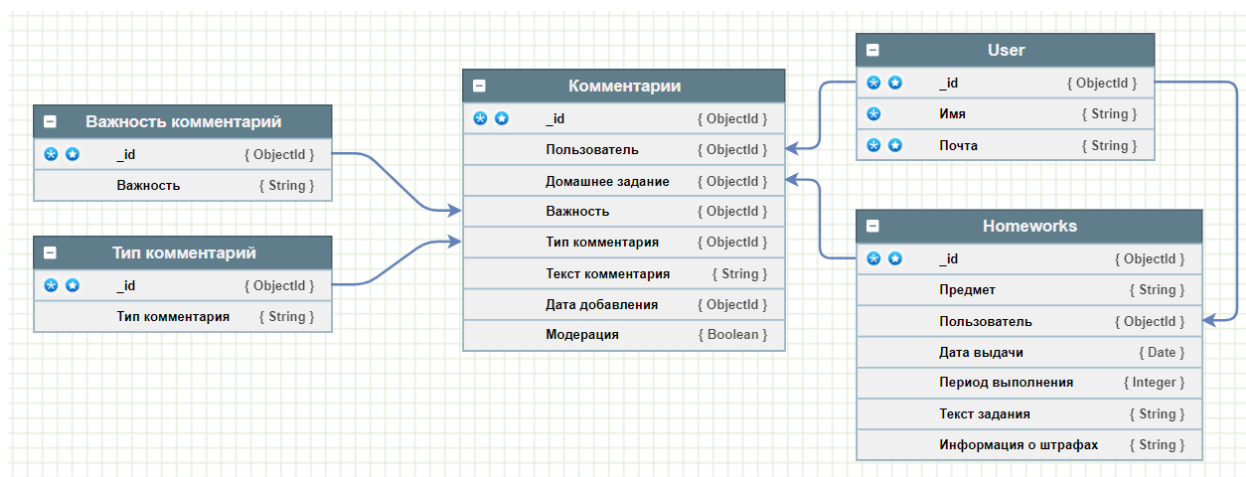 Важность комментарий
_id { ObjectId }
Важность { String }
Тип комментарий
_id { ObjectId }
Тип комментария { String }
Комментарии
_id { ObjectId }
Пользователь { ObjectId }
Домашнее задание { ObjectId }
Важность { ObjectId }
Тип комментария { ObjectId }
Текст комментария { String }
Дата добавления { ObjectId }
Модерация { Boolean }
User
_id { ObjectId }
Имя { String }
Почта { String }
Homeworks
_id { ObjectId }
Предмет { String }
Пользователь { ObjectId }
Дата выдачи { Date }
Период выполнения { Integer }
Текст задания { String }
Информация о штрафах { String }